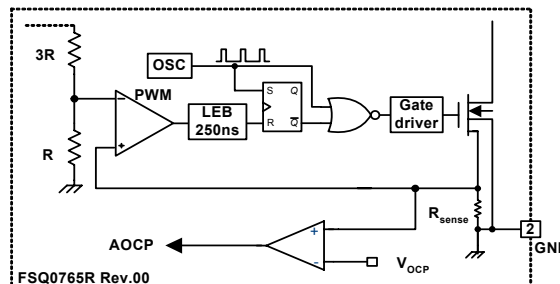 3R
OSC
PWM
−
+
R
LEB
250ns
S Q
R Q̅
Gate
driver
Rsense
2
GND
AOCP
+
-
VOCP
FSQ0765R Rev.00